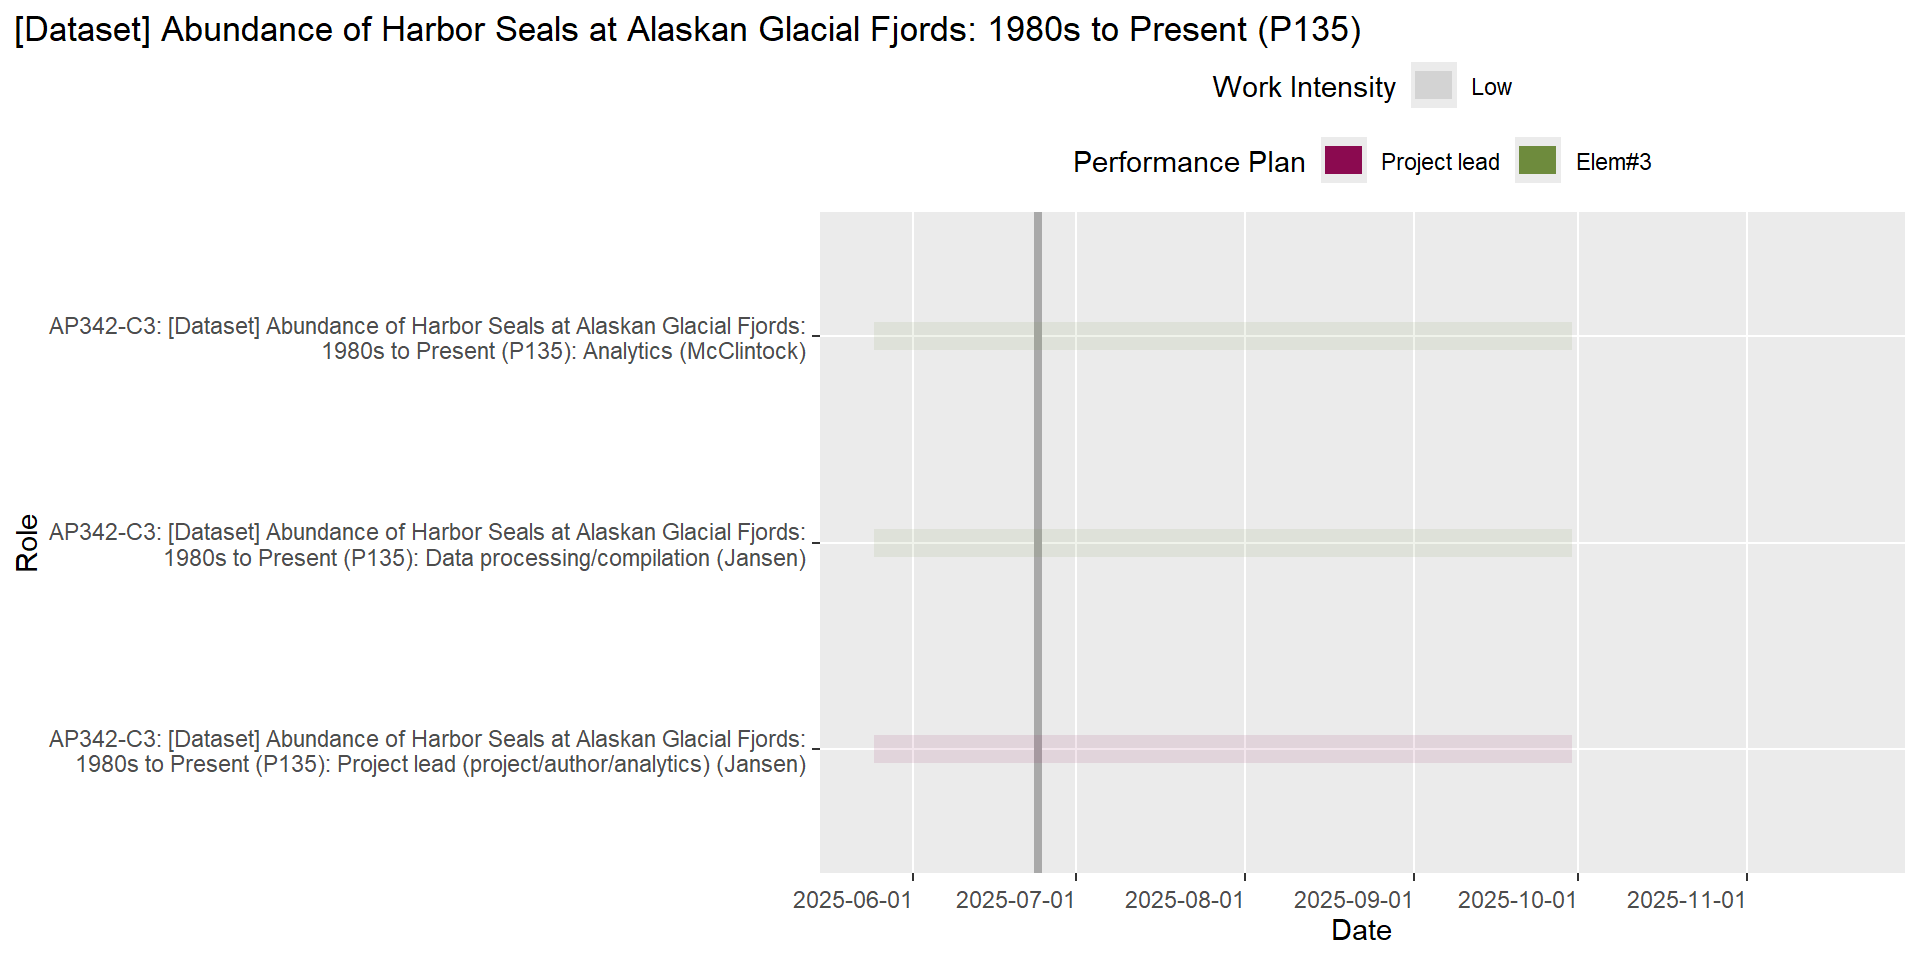 [Dataset] Abundance of Harbor Seals at Alaskan Glacial Fjords: 1980s to Present (P135)
Work Intensity Low
Performance Plan Project lead Elem#3
AP342-C3: [Dataset] Abundance of Harbor Seals at Alaskan Glacial Fjords:
1980s to Present (P135): Analytics (McClintock)
Role
AP342-C3: [Dataset] Abundance of Harbor Seals at Alaskan Glacial Fjords:
1980s to Present (P135): Data processing/compilation (Jansen)
AP342-C3: [Dataset] Abundance of Harbor Seals at Alaskan Glacial Fjords:
1980s to Present (P135): Project lead (project/author/analytics) (Jansen)
2025-06-01 2025-07-01 2025-08-01 2025-09-01 2025-10-01 2025-11-01
Date